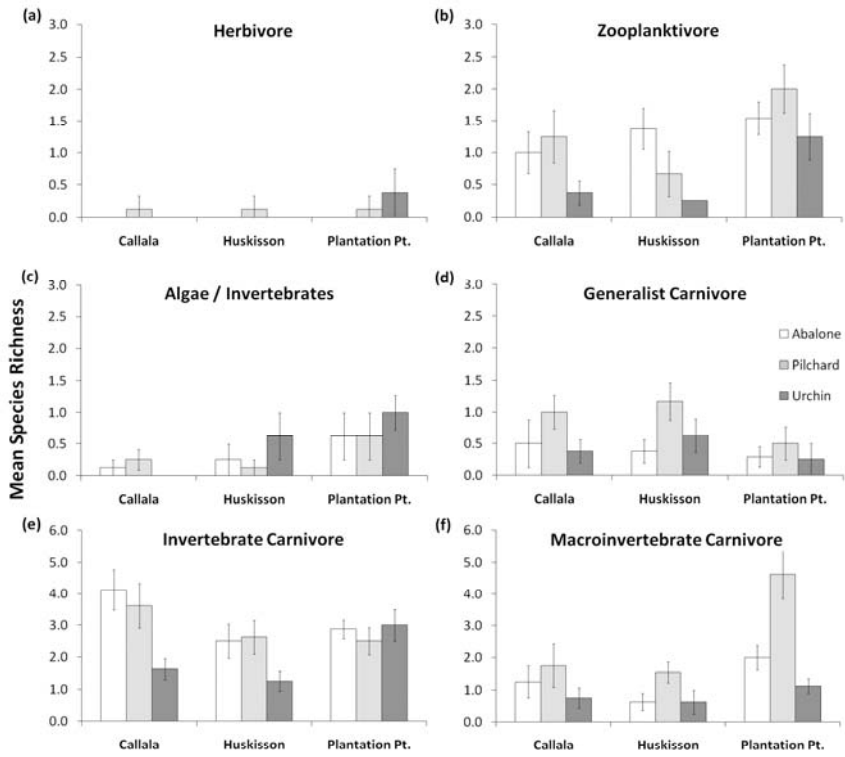 (a)
Herbivore
3.0
2.5
2.0
1.5
1.0
0.5
0.0
Callala Huskisson Plantation Pt.
(b)
Zooplanktivore
3.0
2.5
2.0
1.5
1.0
0.5
0.0
Callala Huskisson Plantation Pt.
Mean Species Richness
(c)
Algae / Invertebrates
3.0
2.5
2.0
1.5
1.0
0.5
0.0
Callala Huskisson Plantation Pt.
(d)
Generalist Carnivore
3.0
2.5
2.0
1.5
1.0
0.5
0.0
Callala Huskisson Plantation Pt.
Abalone
Pilchard
Urchin
(e)
Invertebrate Carnivore
6.0
5.0
4.0
3.0
2.0
1.0
0.0
Callala Huskisson Plantation Pt.
(f)
Macroinvertebrate Carnivore
6.0
5.0
4.0
3.0
2.0
1.0
0.0
Callala Huskisson Plantation Pt.